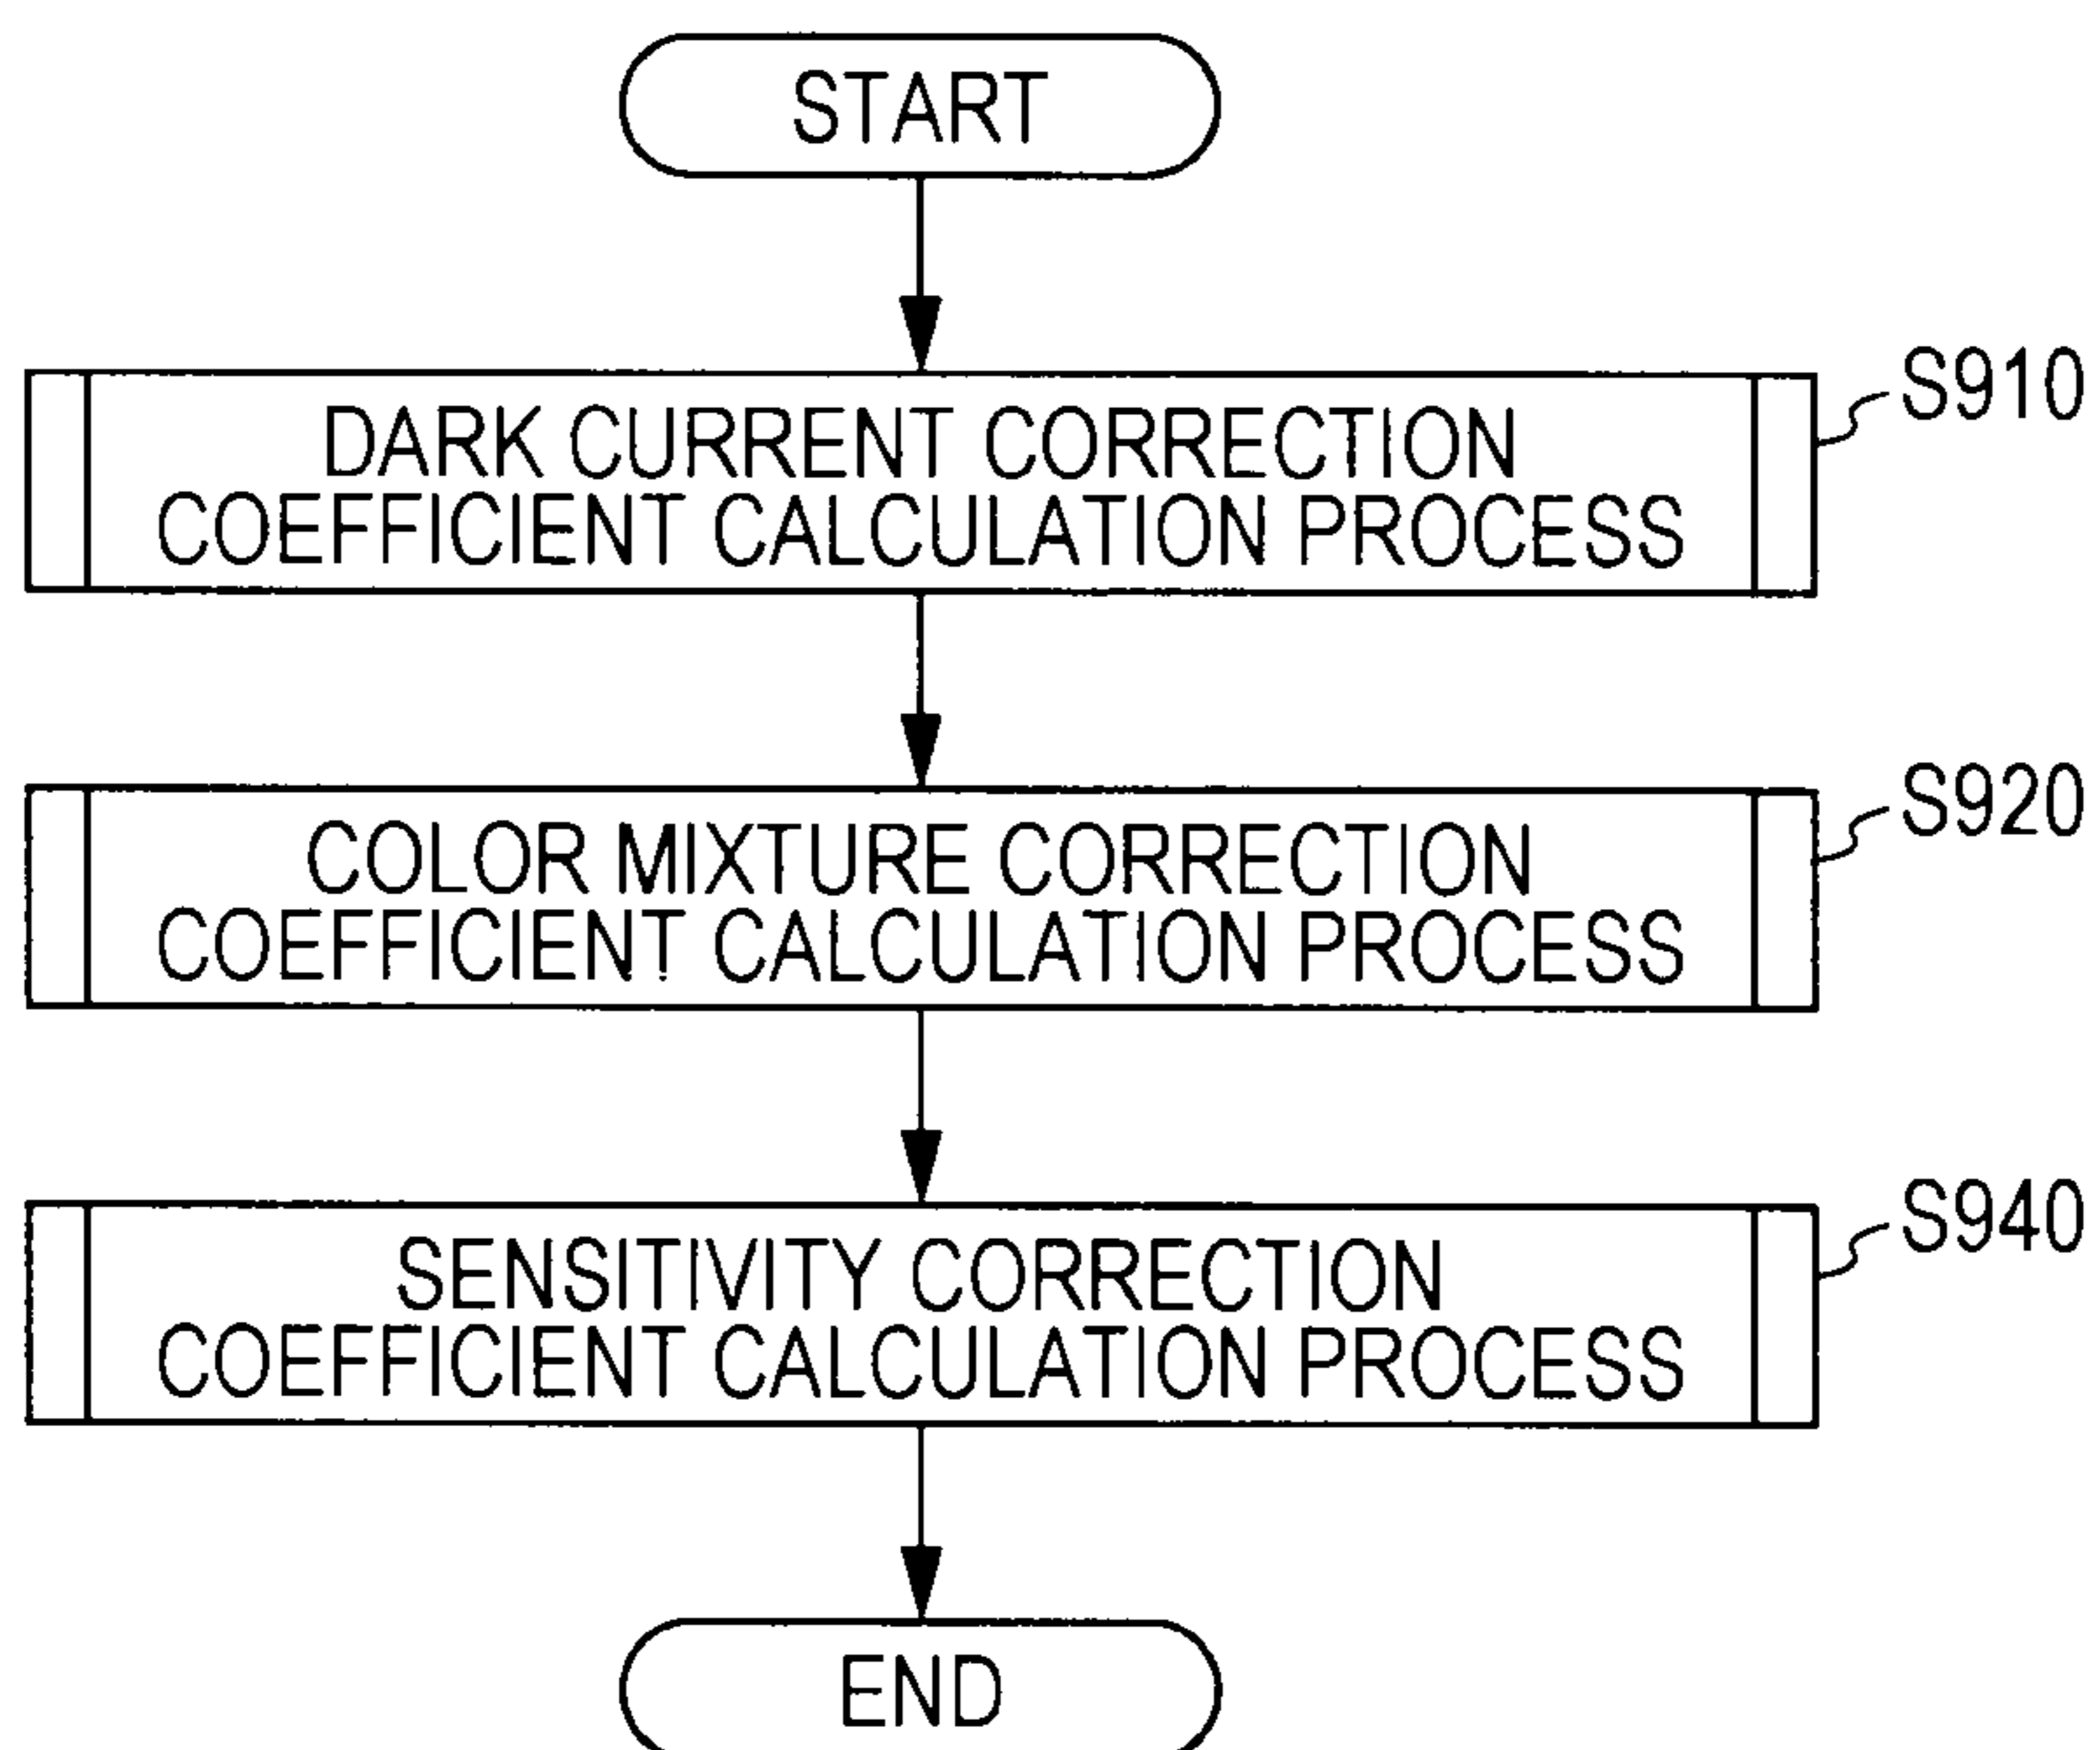 START
S910
DARK CURRENT CORRECTION
COEFFICIENT CALCULATION PROCESS
S920
COLOR MIXTURE CORRECTION
COEFFICIENT CALCULATION PROCESS
S940
SENSITIVITY CORRECTION
COEFFICIENT CALCULATION PROCESS
END